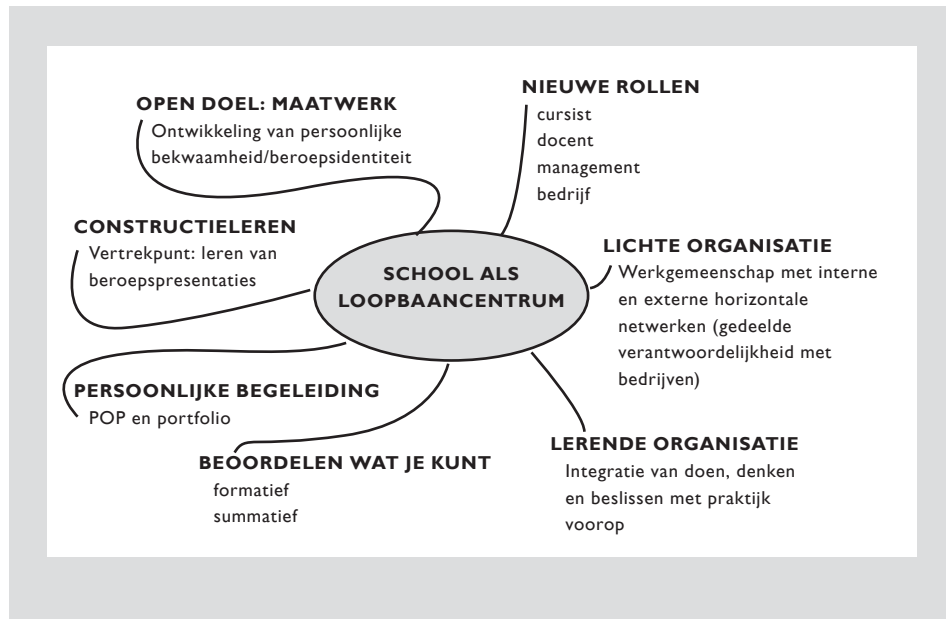 OPEN DOEL: MAATWERK
Ontwikkeling van persoonlijke
bekwaamheid/beroepsidentiteit
NIEUWE ROLLEN
cursist
docent
management
bedrijf
CONSTRUCTIELEREN
Vertrekpunt: leren van
beroepspresentaties
SCHOOL ALS
LOOPBAANCENTRUM
LICHTE ORGANISATIE
Werkgemeenschap met interne
en externe horizontale
netwerken (gedeelde
verantwoordelijkheid met
bedrijven)
PERSOONLIJKE BEGELEIDING
POP en portfolio
BEOORDELEN WAT JE KUNT
formatief
summatief
LERENDE ORGANISATIE
Integratie van doen, denken
en beslissen met praktijk
voorop